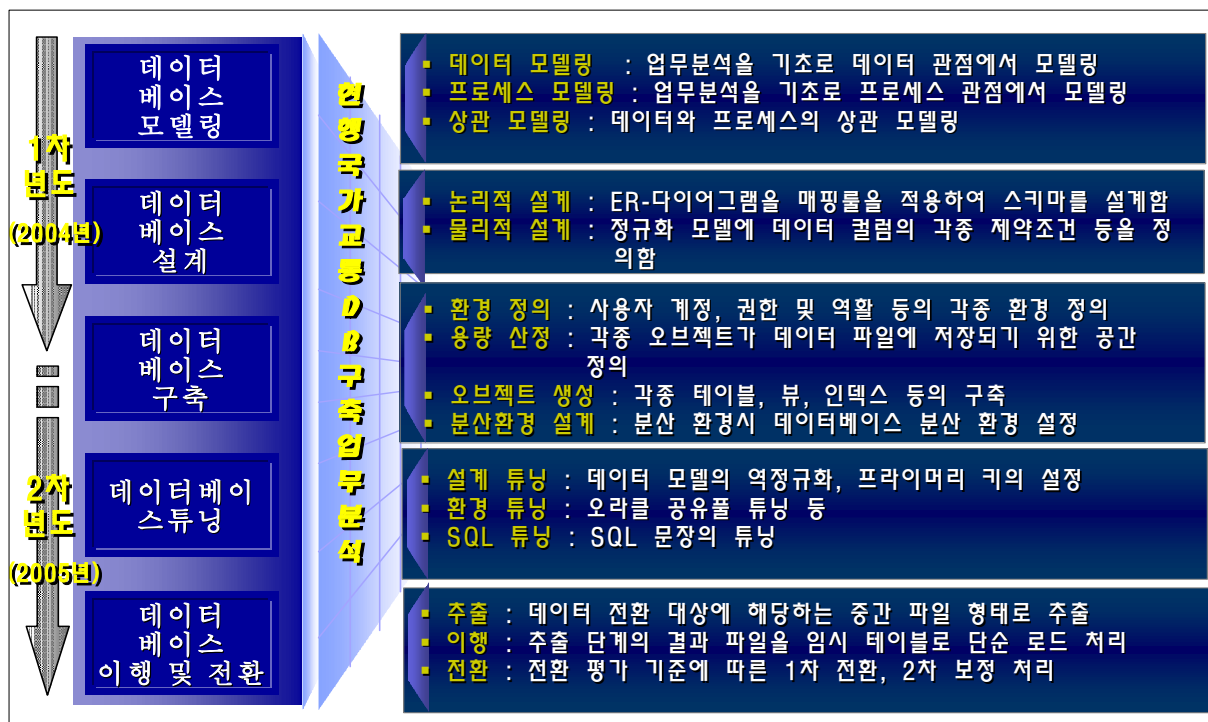 1차
년도
(2004년)
2차
년도
(2005년)
데이터
베이스
모델링
데이터
베이스
설계
데이터
베이스
구축
데이터베이
스튜닝
데이터
베이스
이행 및 전환
현행국가교통DB구축업무분석
▪ 데이터 모델링 : 업무분석을 기초로 데이터 관점에서 모델링
▪ 프로세스 모델링 : 업무분석을 기초로 프로세스 관점에서 모델링
▪ 상관 모델링 : 데이터와 프로세스의 상관 모델링
▪ 논리적 설계 : ER-다이어그램을 매핑룰을 적용하여 스키마를 설계함
▪ 물리적 설계 : 정규화 모델에 데이터 컬럼의 각종 제약조건 등을 정
의함
▪ 환경 정의 : 사용자 계정, 권한 및 역활 등의 각종 환경 정의
▪ 용량 산정 : 각종 오브젝트가 데이터 파일에 저장되기 위한 공간
정의
▪ 오브젝트 생성 : 각종 테이블, 뷰, 인덱스 등의 구축
▪ 분산환경 설계 : 분산 환경시 데이터베이스 분산 환경 설정
▪ 설계 튜닝 : 데이터 모델의 역정규화, 프라이머리 키의 설정
▪ 환경 튜닝 : 오라클 공유풀 튜닝 등
▪ SQL 튜닝 : SQL 문장의 튜닝
▪ 추출 : 데이터 전환 대상에 해당하는 중간 파일 형태로 추출
▪ 이행 : 추출 단계의 결과 파일을 임시 테이블로 단순 로드 처리
▪ 전환 : 전환 평가 기준에 따른 1차 전환, 2차 보정 처리